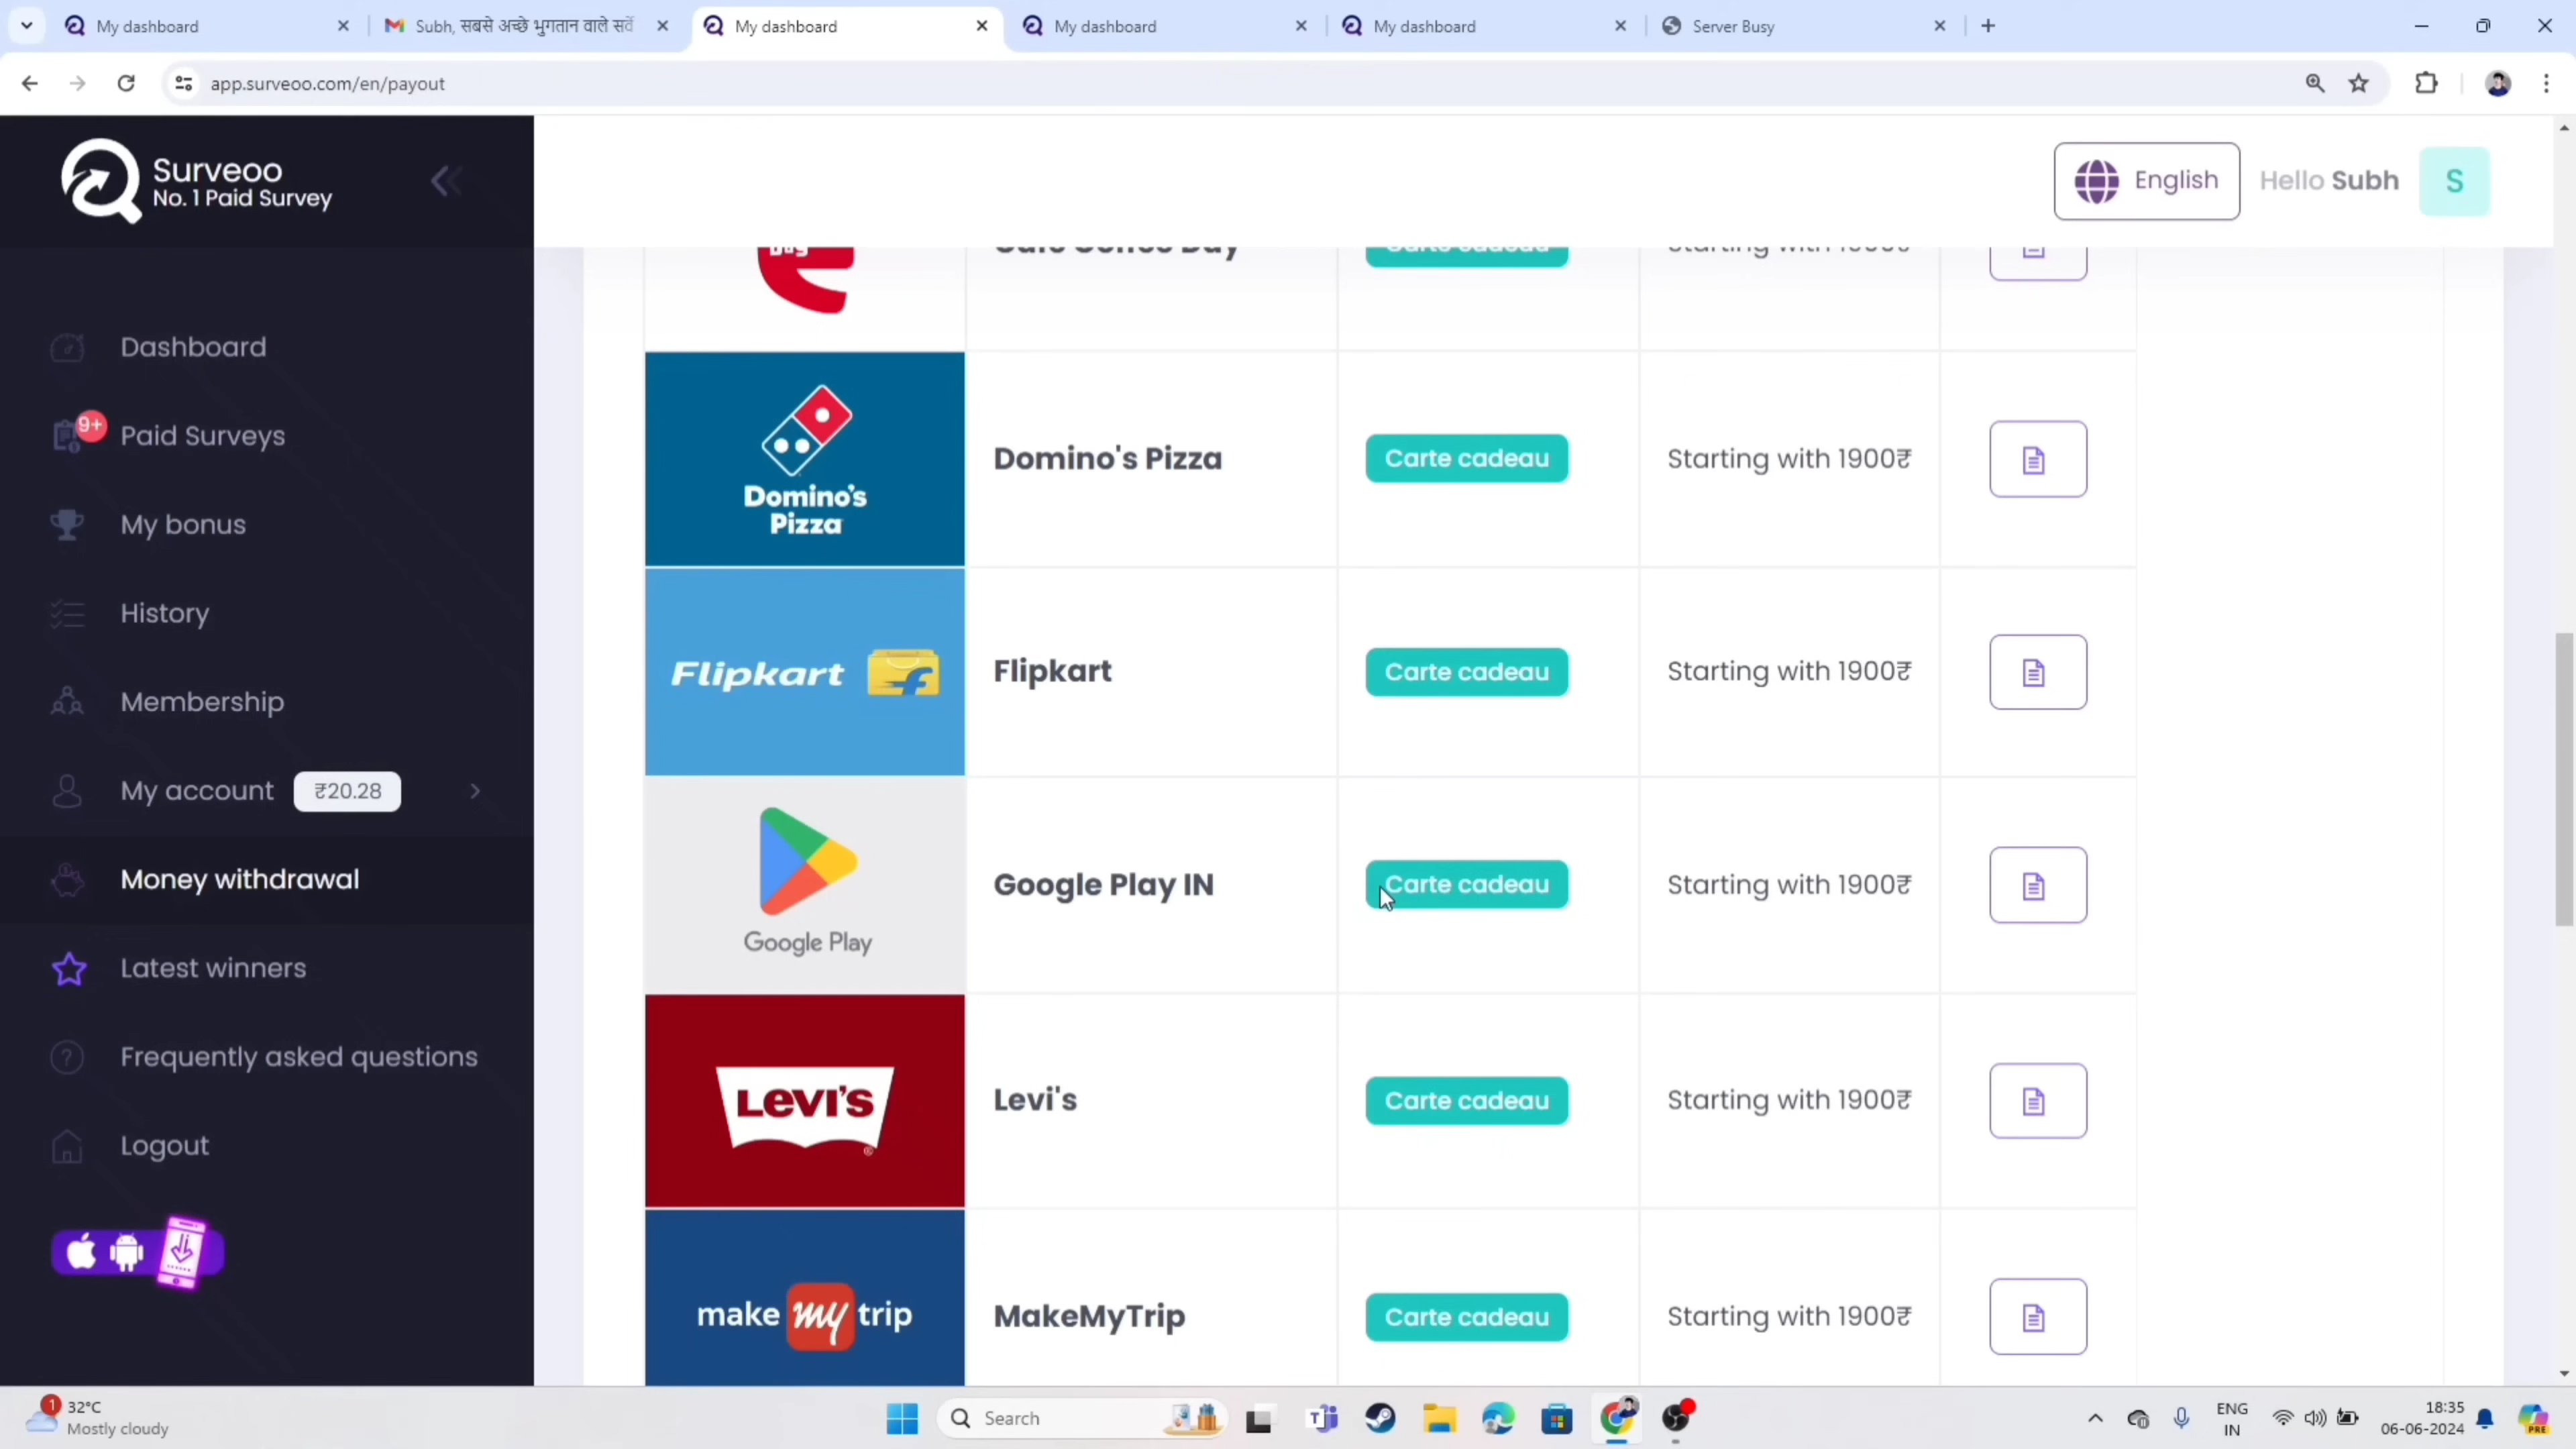 My dashboard
Subh, सबसे अच्छे भुगतान वाले सर्वे
My dashboard
My dashboard
My dashboard
Server Busy
app.surveoo.com/en/payout
Surveoo
No. 1 Paid Survey
English
Hello Subh
S
Dashboard
9+
Paid Surveys
My bonus
History
Membership
My account
₹20.28
Money withdrawal
Latest winners
Frequently asked questions
Logout
Domino's
Pizza
Domino's Pizza
Carte cadeau
Starting with 1900₹
Flipkart
Flipkart
Carte cadeau
Starting with 1900₹
Google Play
Google Play IN
Carte cadeau
Starting with 1900₹
LEVI'S
®
Levi's
Carte cadeau
Starting with 1900₹
make my trip
MakeMyTrip
Carte cadeau
Starting with 1900₹
1
32°C
Mostly cloudy
Search
ENG
IN
18:35
06-06-2024
PRE